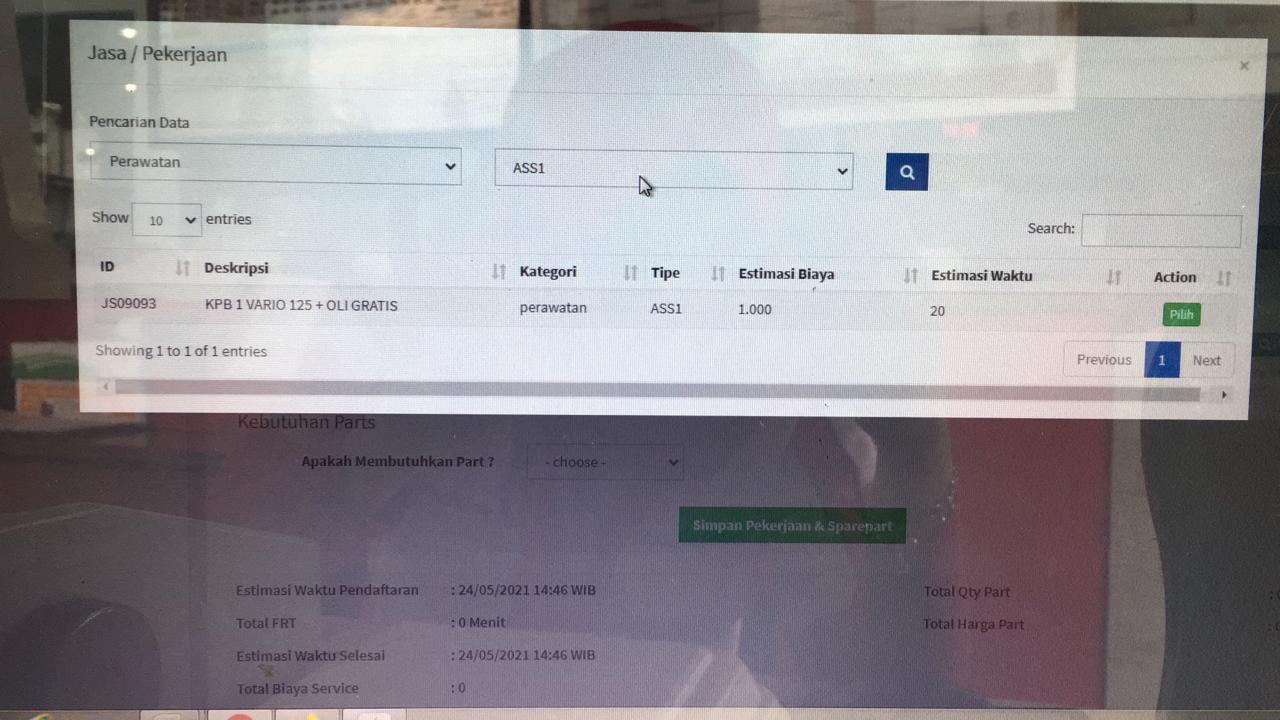 Jasa / Pekerjaan
×
Pencarian Data
Perawatan ASS1
Show 10 entries
Search:
ID Deskripsi Kategori Tipe Estimasi Biaya Estimasi Waktu Action
JS09093 KPB 1 VARIO 125 + OLI GRATIS perawatan ASS1 1.000 20 Pilih
Showing 1 to 1 of 1 entries
Previous 1 Next
Kebutuhan Parts
Apakah Membutuhkan Part ? - choose -
Simpan Pekerjaan & Sparepart
Estimasi Waktu Pendaftaran : 24/05/2021 14:46 WIB Total Qty Part
Total FRT : 0 Menit Total Harga Part
Estimasi Waktu Selesai : 24/05/2021 14:46 WIB
Total Biaya Service : 0